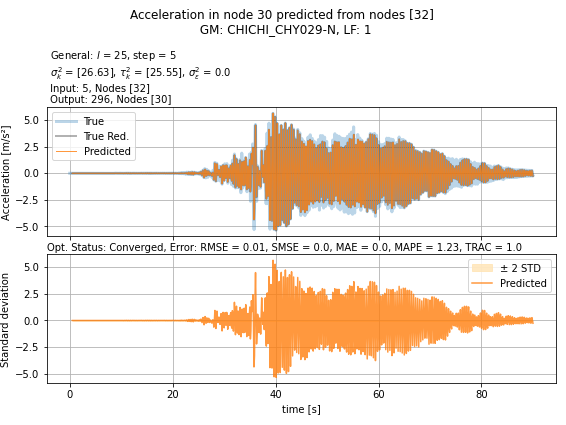 Acceleration in node 30 predicted from nodes [32]
GM: CHICHI_CHY029-N, LF: 1
General: l = 25, step = 5
σ²ₖ = [26.63], τ²ₖ = [25.55], σ²ε = 0.0
Input: 5, Nodes [32]
Output: 296, Nodes [30]
Acceleration [m/s²]
5.0
2.5
0.0
−2.5
−5.0
True
True Red.
Predicted
Opt. Status: Converged, Error: RMSE = 0.01, SMSE = 0.0, MAE = 0.0, MAPE = 1.23, TRAC = 1.0
Standard deviation
5.0
2.5
0.0
−2.5
−5.0
± 2 STD
Predicted
0 20 40 60 80
time [s]